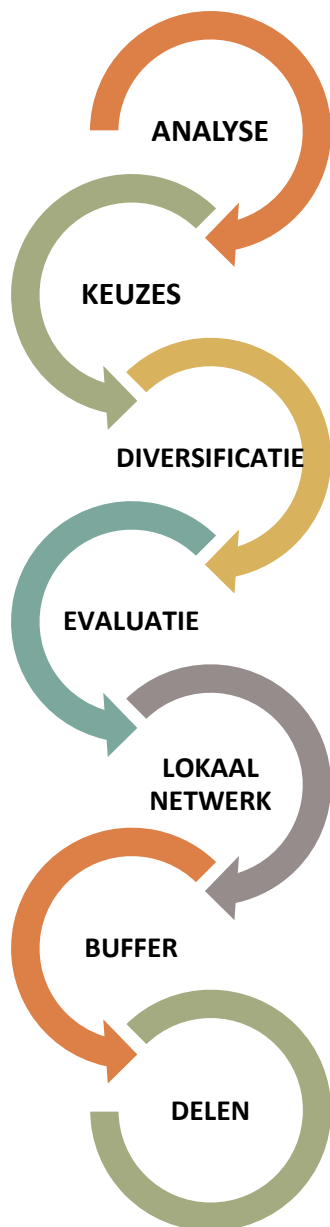 ANALYSE
KEUZES
DIVERSIFICATIE
EVALUATIE
LOKAAL
NETWERK
BUFFER
DELEN